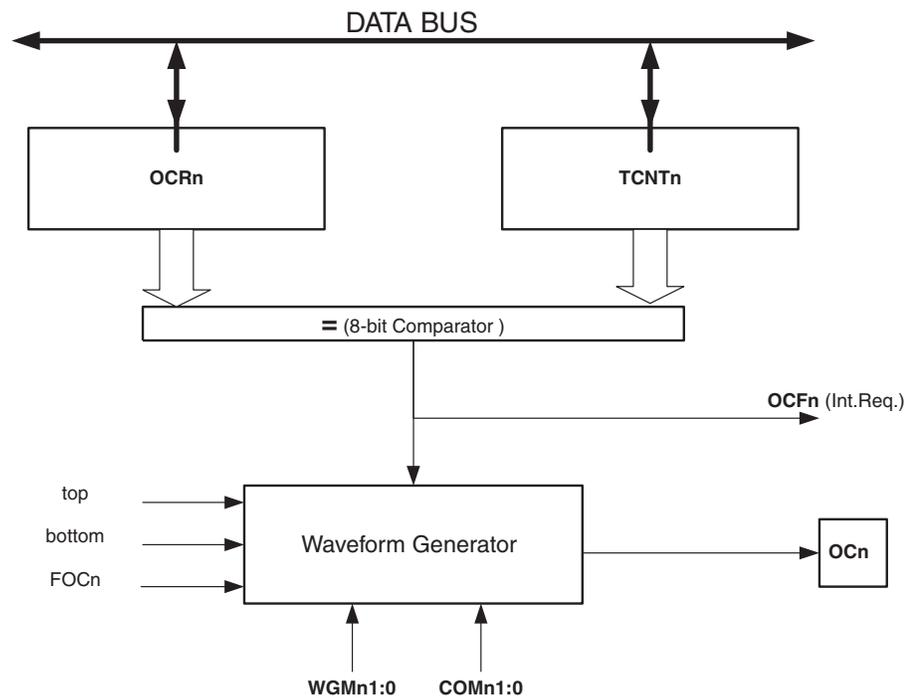 DATA BUS
OCRn
TCNTn
= (8-bit Comparator )
OCFn (Int.Req.)
top
bottom
FOCn
Waveform Generator
OCn
WGMn1:0
COMn1:0